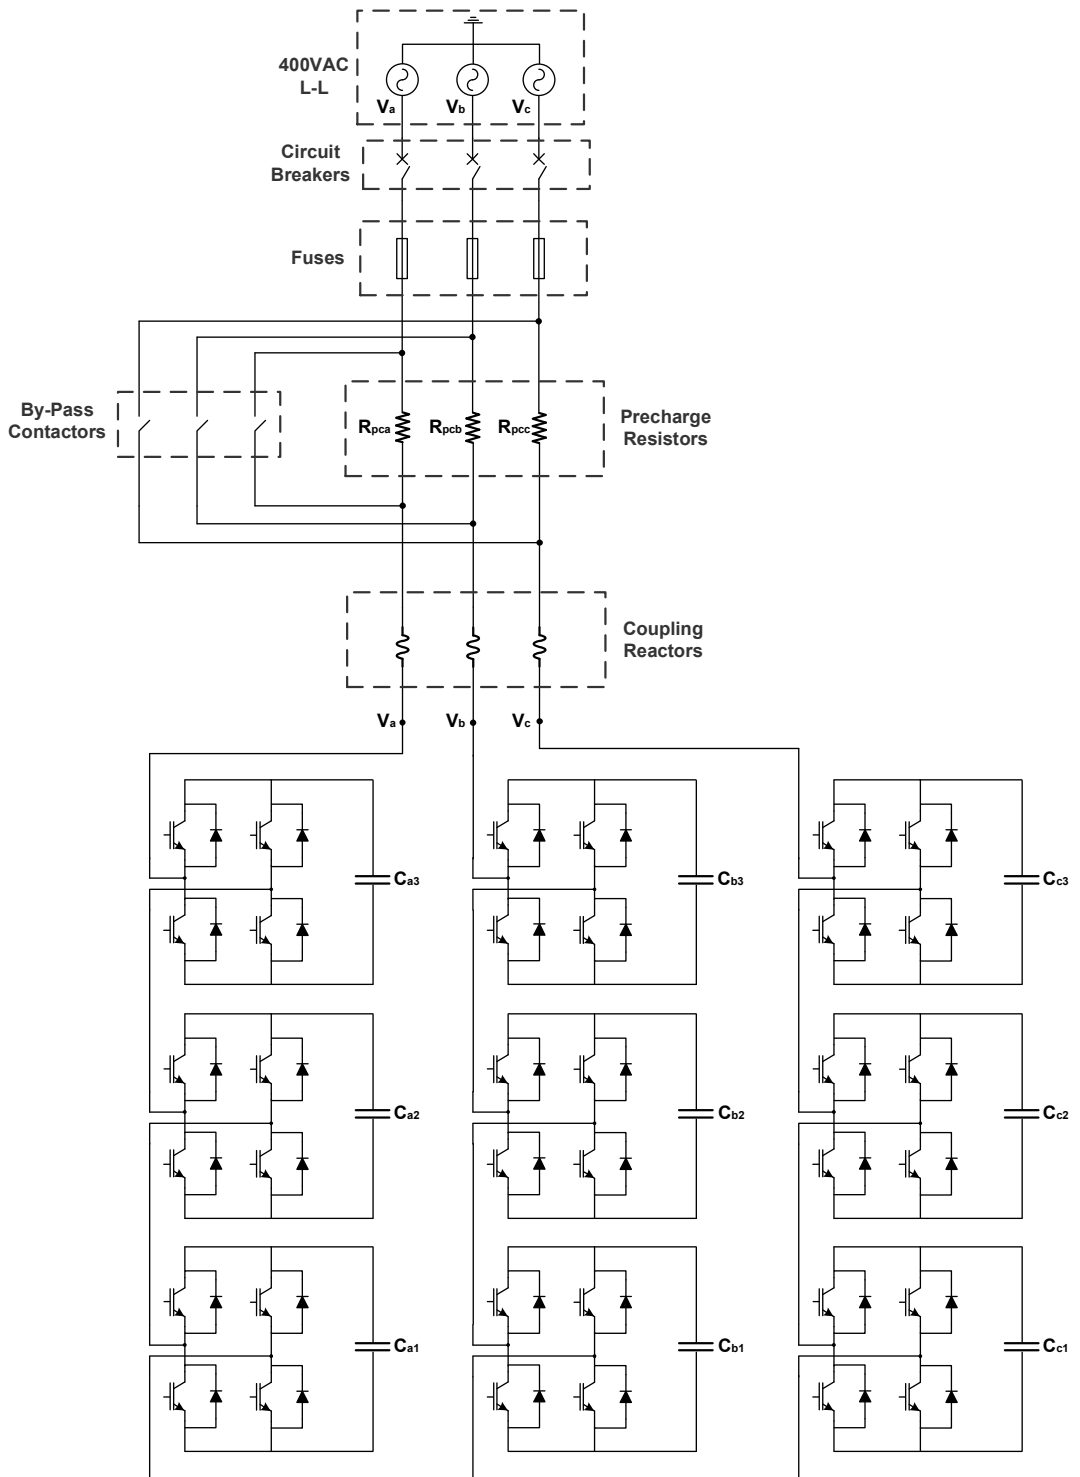 400VAC
L-L
Va
Vb
Vc
Circuit
Breakers
Fuses
By-Pass
Contactors
Rpca
Rpcb
Rpcc
Precharge
Resistors
Coupling
Reactors
Va
Vb
Vc
Ca3
Cb3
Cc3
Ca2
Cb2
Cc2
Ca1
Cb1
Cc1